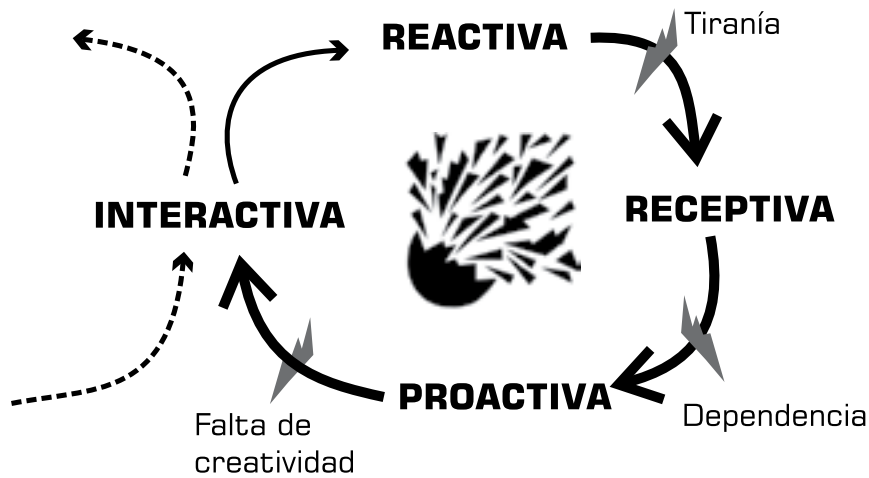 REACTIVA
Tiranía
INTERACTIVA
RECEPTIVA
PROACTIVA
Dependencia
Falta de
creatividad